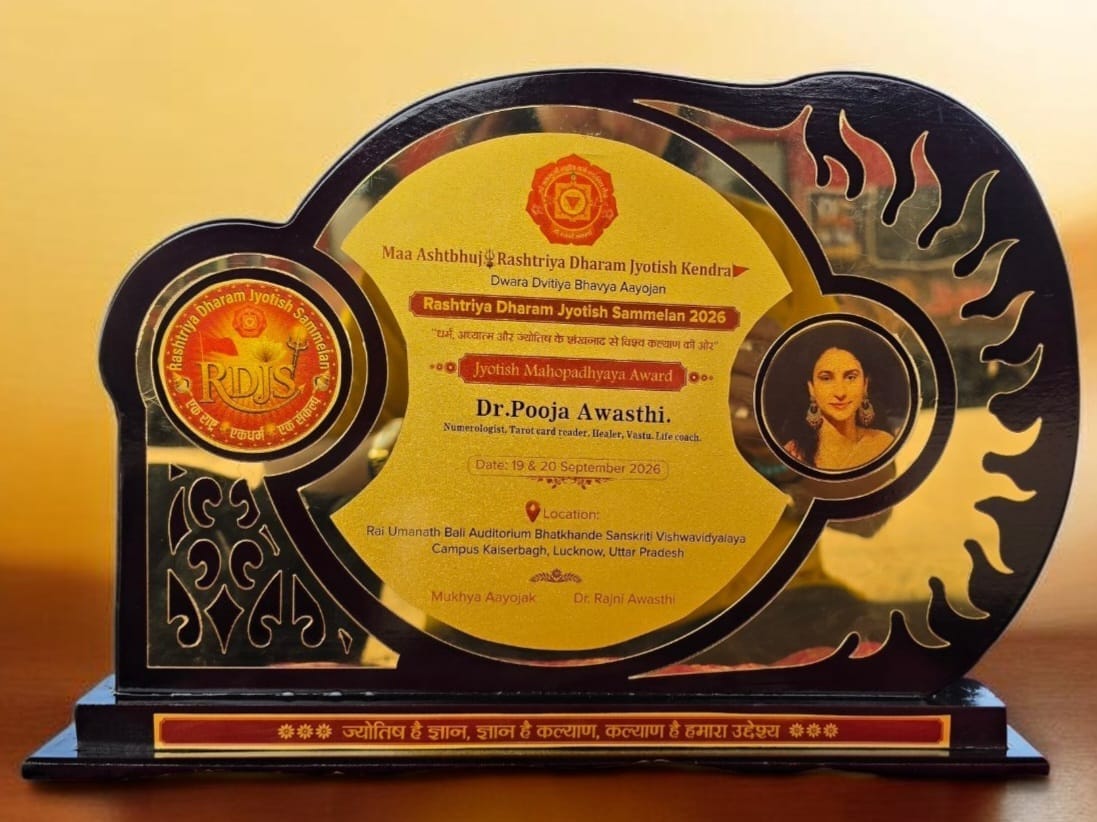 Maa Ashtbhuji Rashtriya Dharam Jyotish Kendra
Dwara Dvitiya Bhavya Aayojan
Rashtriya Dharam Jyotish Sammelan 2026
"धर्म, अध्यात्म और ज्योतिष के शंखनाद से विश्व कल्याण की ओर"
Jyotish Mahopadhyaya Award
Dr.Pooja Awasthi.
Numerologist, Tarot card reader, Healer, Vastu. Life coach.
Date: 19 & 20 September 2026
Location:
Rai Umanath Bali Auditorium Bhatkhande Sanskriti Vishwavidyalaya
Campus Kaiserbagh, Lucknow, Uttar Pradesh
Mukhya Aayojak Dr. Rajni Awasthi
Rashtriya Dharam Jyotish Sammelan
RDJS
एक राष्ट्र • एकधर्म • एक संकल्प
ज्योतिष है ज्ञान, ज्ञान है कल्याण, कल्याण है हमारा उद्देश्य